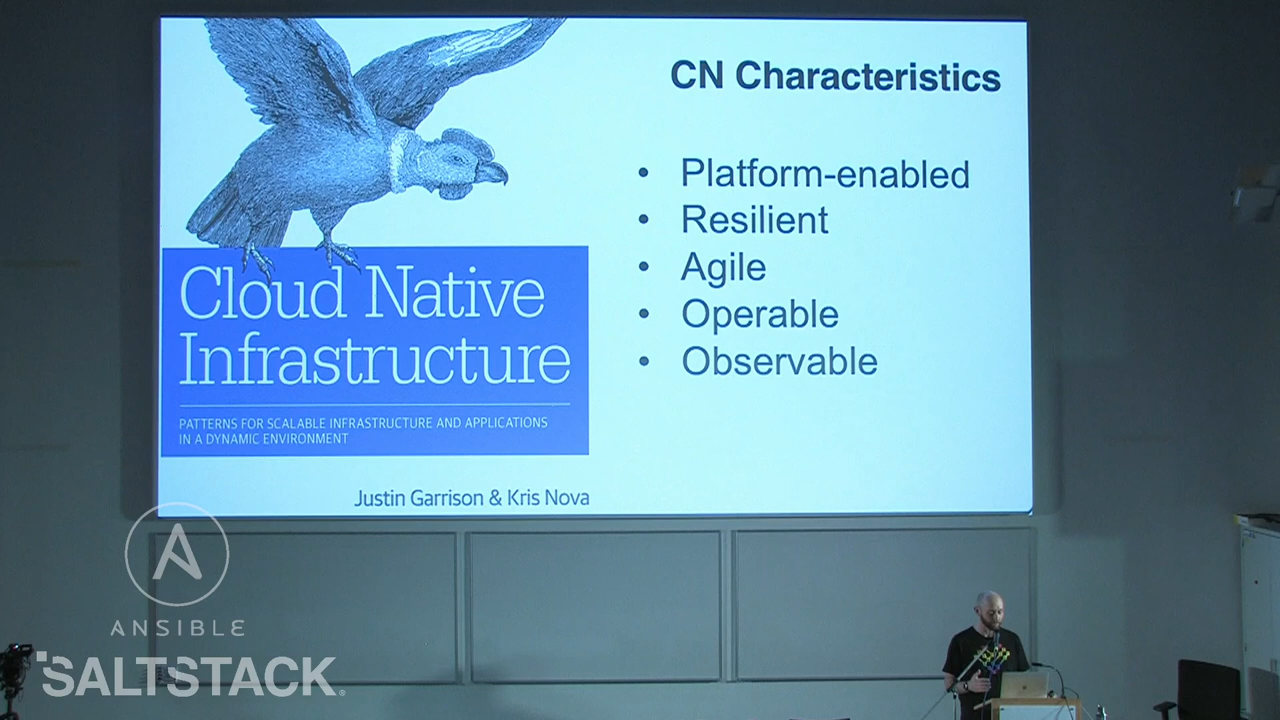 CN Characteristics
• Platform-enabled
• Resilient
• Agile
• Operable
• Observable
Cloud Native
Infrastructure
PATTERNS FOR SCALABLE INFRASTRUCTURE AND APPLICATIONS
IN A DYNAMIC ENVIRONMENT
Justin Garrison & Kris Nova
A
ANSIBLE
SALTSTACK®